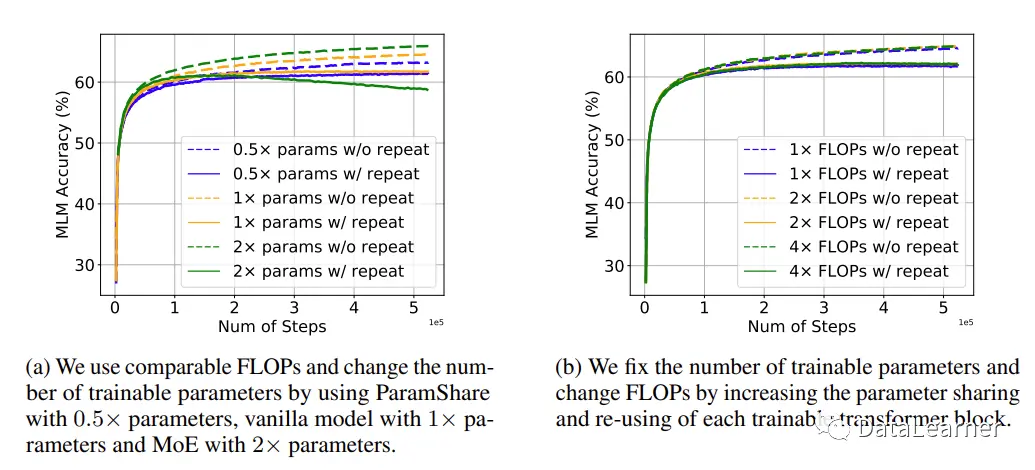 MLM Accuracy (%)
60
50
40
30
0.5× params w/o repeat
0.5× params w/ repeat
1× params w/o repeat
1× params w/ repeat
2× params w/o repeat
2× params w/ repeat
0 1 2 3 4 5
1e5
Num of Steps
(a) We use comparable FLOPs and change the num-
ber of trainable parameters by using ParamShare
with 0.5× parameters, vanilla model with 1× pa-
rameters and MoE with 2× parameters.
MLM Accuracy (%)
60
50
40
30
1× FLOPs w/o repeat
1× FLOPs w/ repeat
2× FLOPs w/o repeat
2× FLOPs w/ repeat
4× FLOPs w/o repeat
4× FLOPs w/ repeat
0 1 2 3 4 5
1e5
Num of Steps
(b) We fix the number of trainable parameters and
change FLOPs by increasing the parameter sharing
and re-using of each trainable transformer block.
DataLearner